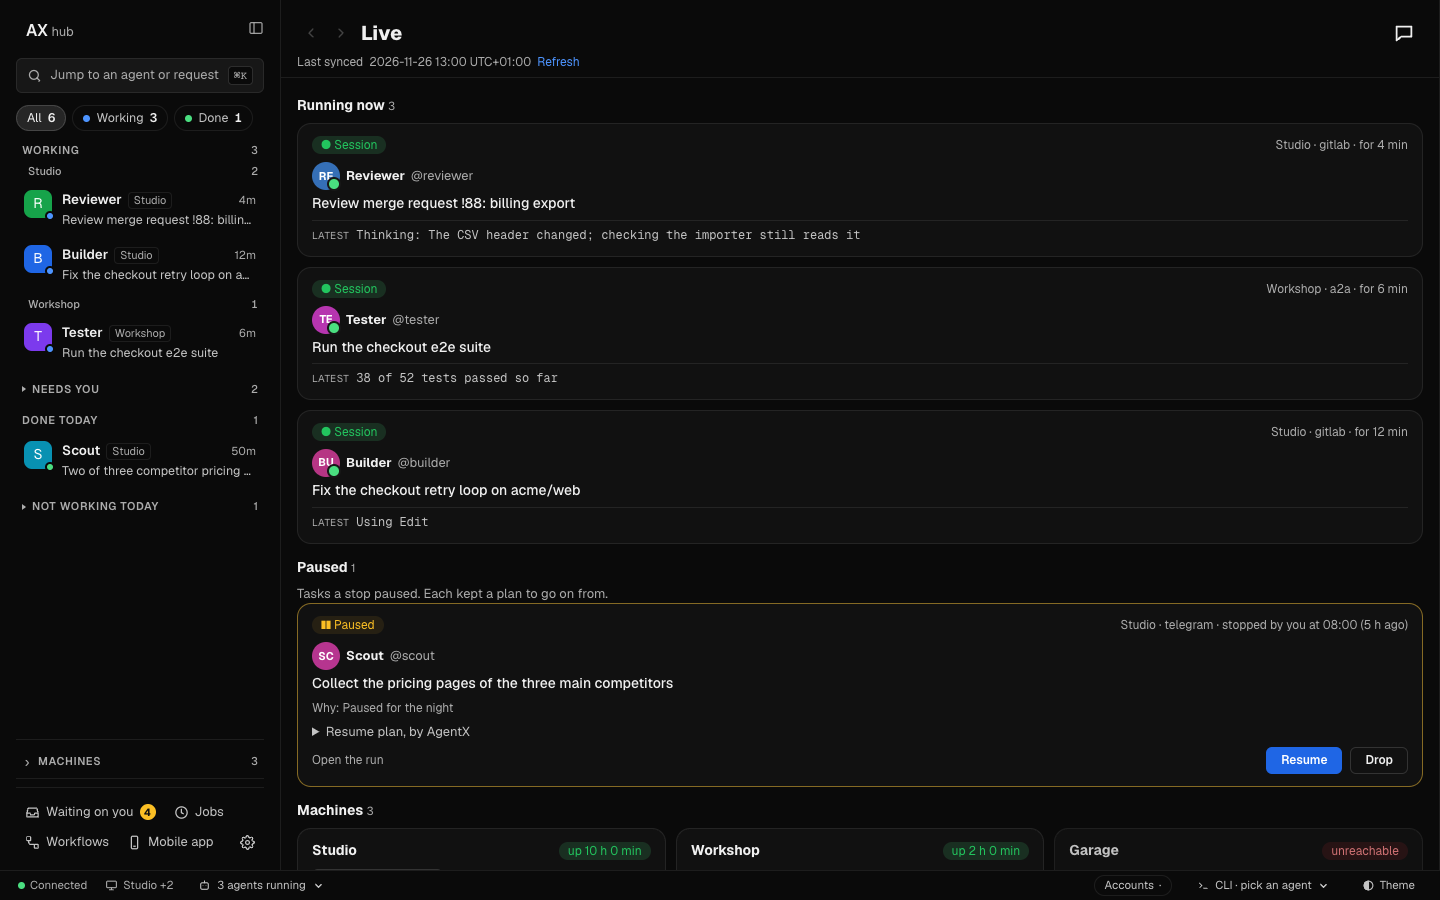 AX hub
Jump to an agent or request ⌘K
All 6 Working 3 Done 1
WORKING 3
Studio 2
R Reviewer Studio 4m
Review merge request !88: billin...
B Builder Studio 12m
Fix the checkout retry loop on a...
Workshop 1
T Tester Workshop 6m
Run the checkout e2e suite
NEEDS YOU 2
DONE TODAY 1
S Scout Studio 50m
Two of three competitor pricing ...
NOT WORKING TODAY 1
MACHINES 3
Waiting on you 4 Jobs
Workflows Mobile app
Live
Last synced 2026-11-26 13:00 UTC+01:00 Refresh
Running now 3
Session Studio · gitlab · for 4 min
RE Reviewer @reviewer
Review merge request !88: billing export
LATEST Thinking: The CSV header changed; checking the importer still reads it
Session Workshop · a2a · for 6 min
TE Tester @tester
Run the checkout e2e suite
LATEST 38 of 52 tests passed so far
Session Studio · gitlab · for 12 min
BU Builder @builder
Fix the checkout retry loop on acme/web
LATEST Using Edit
Paused 1
Tasks a stop paused. Each kept a plan to go on from.
Paused Studio · telegram · stopped by you at 08:00 (5 h ago)
SC Scout @scout
Collect the pricing pages of the three main competitors
Why: Paused for the night
Resume plan, by AgentX
Open the run Resume Drop
Machines 3
Studio up 10 h 0 min Workshop up 2 h 0 min Garage unreachable
Connected Studio +2 3 agents running Accounts · CLI · pick an agent Theme